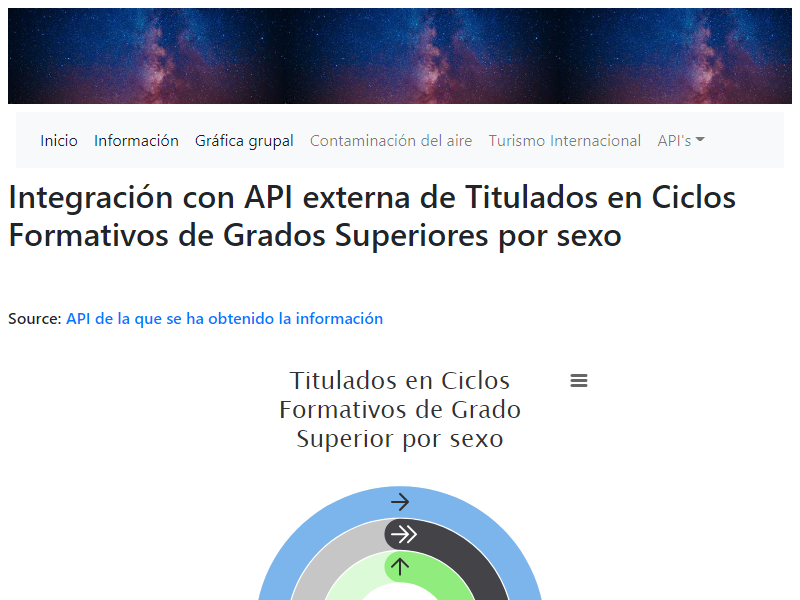 Inicio Información Gráfica grupal Contaminación del aire Turismo Internacional API's
Integración con API externa de Titulados en Ciclos
Formativos de Grados Superiores por sexo
Source: API de la que se ha obtenido la información
Titulados en Ciclos
Formativos de Grado
Superior por sexo